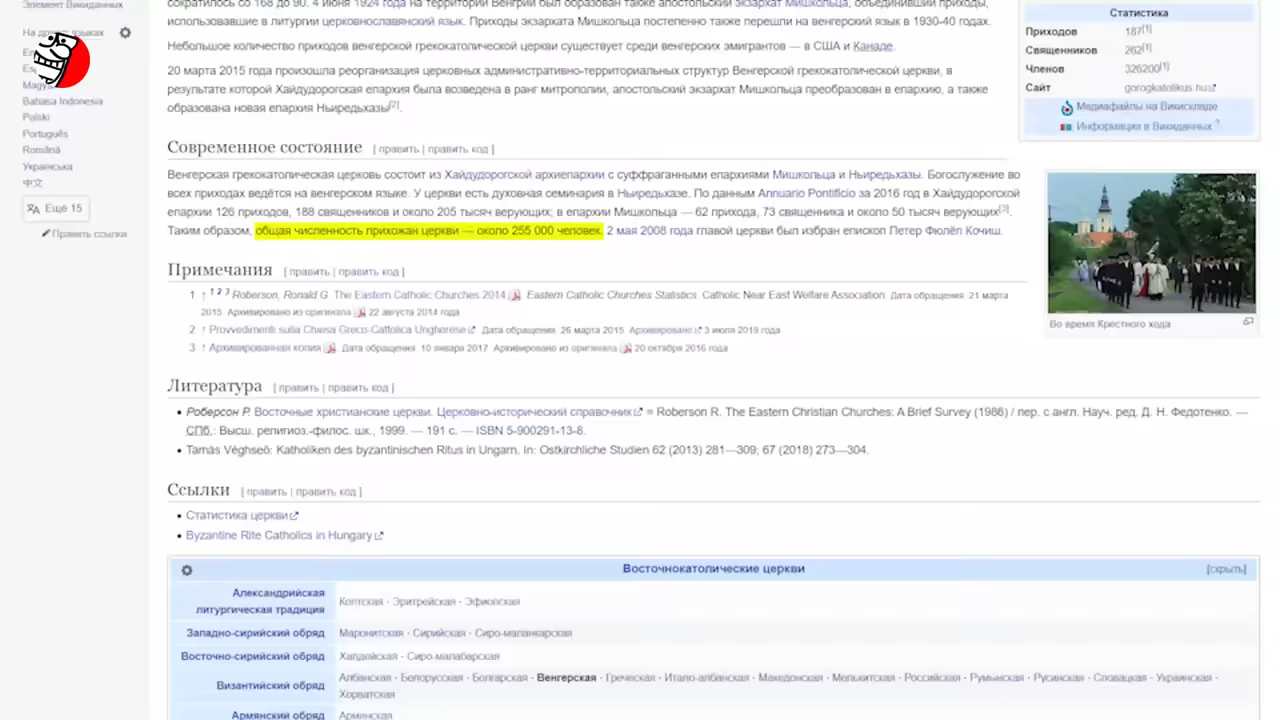 Элемент Викиданных
сократилось со 168 до 90. 4 июня 1924 года на территории Венгрии был образован также апостольский экзархат Мишкольца, объединивший приходы,
использовавшие в литургии церковнославянский язык. Приходы экзархата Мишкольца постепенно также перешли на венгерский язык в 1930-40 годах.
Небольшое количество приходов венгерской грекокатолической церкви существует среди венгерских эмигрантов — в США и Канаде.
20 марта 2015 года произошла реорганизация церковных административно-территориальных структур Венгерской грекокатолической церкви, в
результате которой Хайдудорогская епархия была возведена в ранг митрополии, апостольский экзархат Мишкольца преобразован в епархию, а также
образована новая епархия Ньиредьхазы[2].
Статистика
Приходов 187[1]
Священников 262[1]
Членов 326200[1]
Сайт gorogkatolikus.hu
Медиафайлы на Викискладе
Информация в Викиданных ?
На других языках
Bahasa Indonesia
Polski
Português
Română
Українська
中文
Ещё 15
Править ссылки
Современное состояние [ править | править код ]
Венгерская грекокатолическая церковь состоит из Хайдудорогской архиепархии с суффраганными епархиями Мишкольца и Ньиредьхазы. Богослужение во
всех приходах ведётся на венгерском языке. У церкви есть духовная семинария в Ньиредьхазе. По данным Annuario Pontificio за 2016 год в Хайдудорогской
епархии 126 приходов, 188 священников и около 205 тысяч верующих; в епархии Мишкольца — 62 прихода, 73 священника и около 50 тысяч верующих[3].
Таким образом, общая численность прихожан церкви — около 255 000 человек. 2 мая 2008 года главой церкви был избран епископ Петер Фюлёп Кочиш.
Во время Крестного хода
Примечания [ править | править код ]
1 ↑ 1 2 3 Roberson, Ronald G The Eastern Catholic Churches 2014 Eastern Catholic Churches Statistics Catholic Near East Welfare Association Дата обращения 21 марта
2015 Архивировано из оригинала 22 августа 2014 года
2 ↑ Provvedimenti sulla Chiesa Greco-Cattolica Ungherese Дата обращения 26 марта 2015 Архивировано 3 июля 2019 года
3 ↑ Архивированная копия Дата обращения 10 января 2017 Архивировано из оригинала 20 октября 2016 года
Литература [ править | править код ]
• Роберсон Р. Восточные христианские церкви. Церковно-исторический справочник = Roberson R. The Eastern Christian Churches: A Brief Survey (1986) / пер. с англ. Науч. ред. Д. Н. Федотенко. —
СПб.: Высш. религиоз.-филос. шк., 1999. — 191 с. — ISBN 5-900291-13-8.
• Tamás Véghseő: Katholiken des byzantinischen Ritus in Ungarn. In: Ostkirchliche Studien 62 (2013) 281—309; 67 (2018) 273—304.
Ссылки [ править | править код ]
• Статистика церкви
• Byzantine Rite Catholics in Hungary
Восточнокатолические церкви [скрыть]
Александрийская
литургическая традиция Коптская · Эритрейская · Эфиопская
Западно-сирийский обряд Маронитская · Сирийская · Сиро-маланкарская
Восточно-сирийский обряд Халдейская · Сиро-малабарская
Византийский обряд Албанская · Белорусская · Болгарская · Венгерская · Греческая · Итало-албанская · Македонская · Мелькитская · Российская · Румынская · Русинская · Словацкая · Украинская ·
Хорватская
Армянский обряд Армянская